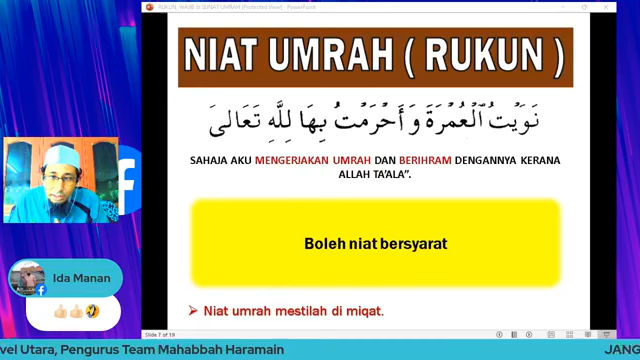 RUKUN, WAJIB & SUNAT UMRAH [Protected View] - PowerPoint
NIAT UMRAH ( RUKUN )
نَوَيْتُ الْعُمْرَةَ وَ أَحْرَمْتُ بِهَا لِلَّهِ تَعَالىَ
SAHAJA AKU MENGERJAKAN UMRAH DAN BERIHRAM DENGANNYA KERANA
ALLAH TA'ALA”.
Boleh niat bersyarat
Niat umrah mestilah di miqat.
Slide 7 of 19
Ida Manan
vel Utara, Pengurus Team Mahabbah Haramain
JANG